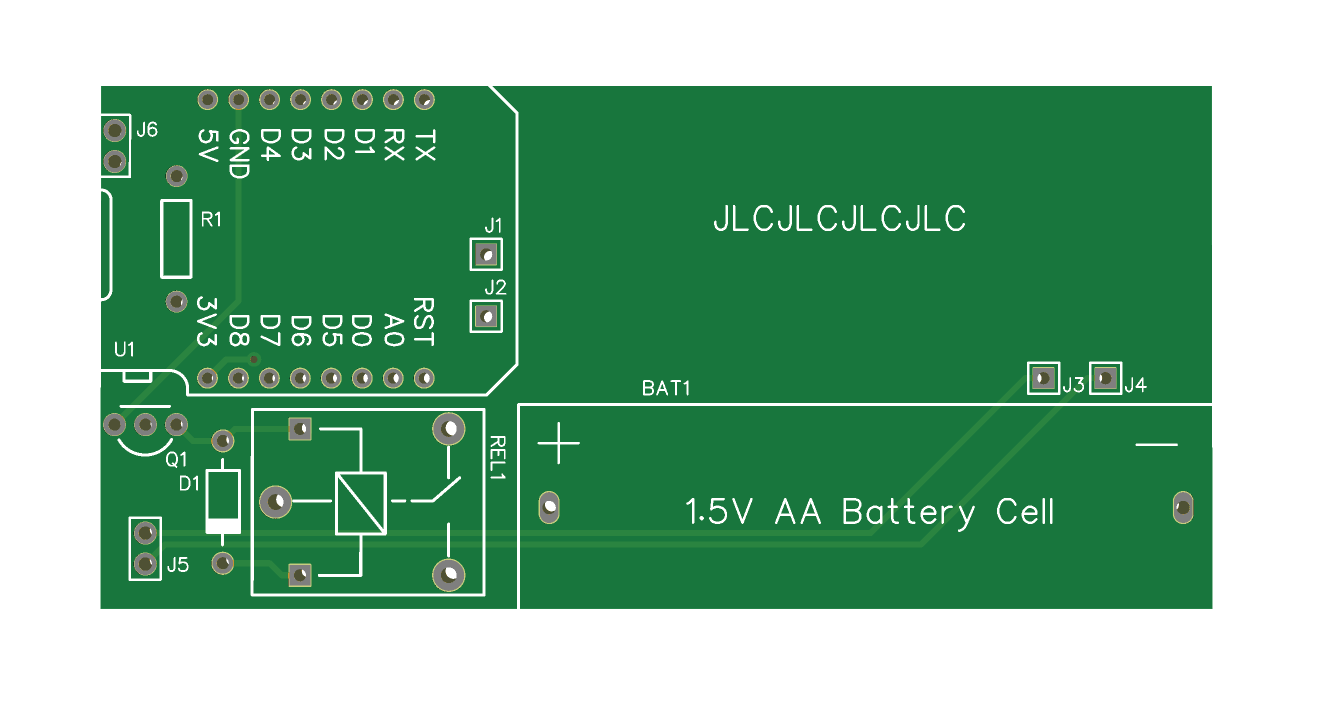 J6
5V
GND
D4
D3
D2
D1
RX
TX
R1
JLCJLCJLCJLC
J1
J2
3V3
D8
D7
D6
D5
D0
A0
RST
U1
BAT1
J3
J4
Q1
D1
REL1
+
—
1.5V AA Battery Cell
J5